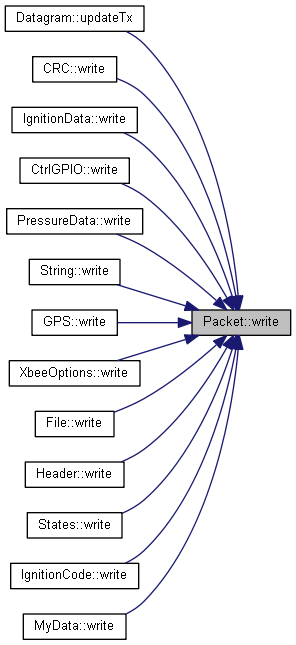 Datagram::updateTx
CRC::write
IgnitionData::write
CtrlGPIO::write
PressureData::write
String::write
GPS::write
Packet::write
XbeeOptions::write
File::write
Header::write
States::write
IgnitionCode::write
MyData::write